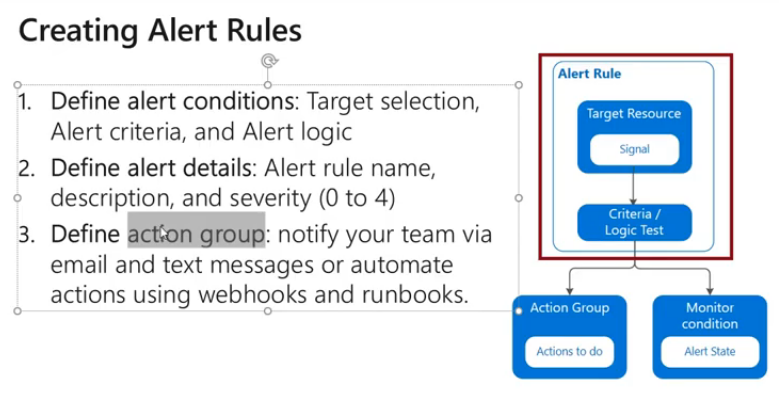 Creating Alert Rules
1. Define alert conditions: Target selection,
Alert criteria, and Alert logic
2. Define alert details: Alert rule name,
description, and severity (0 to 4)
3. Define action group: notify your team via
email and text messages or automate
actions using webhooks and runbooks.
Alert Rule
Target Resource
Signal
Criteria /
Logic Test
Action Group
Actions to do
Monitor
condition
Alert State